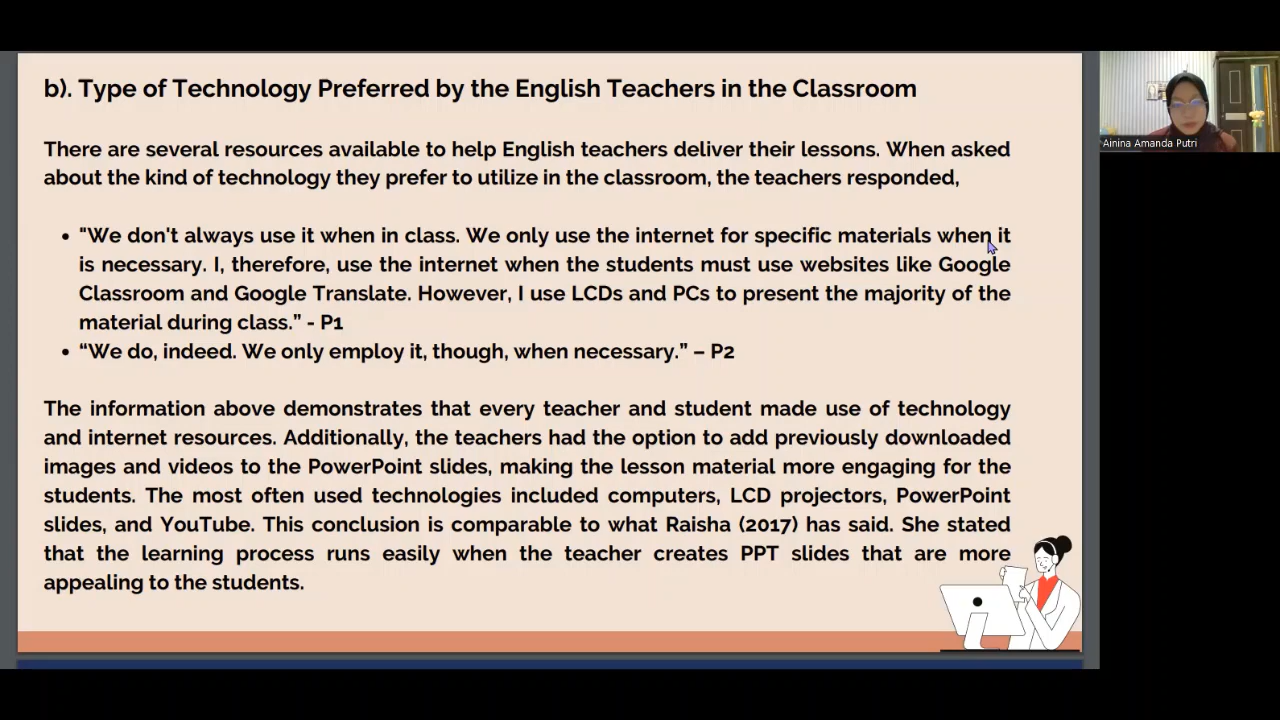 b). Type of Technology Preferred by the English Teachers in the Classroom
There are several resources available to help English teachers deliver their lessons. When asked
about the kind of technology they prefer to utilize in the classroom, the teachers responded,
• "We don't always use it when in class. We only use the internet for specific materials when it
is necessary. I, therefore, use the internet when the students must use websites like Google
Classroom and Google Translate. However, I use LCDs and PCs to present the majority of the
material during class.” - P1
• “We do, indeed. We only employ it, though, when necessary.” – P2
The information above demonstrates that every teacher and student made use of technology
and internet resources. Additionally, the teachers had the option to add previously downloaded
images and videos to the PowerPoint slides, making the lesson material more engaging for the
students. The most often used technologies included computers, LCD projectors, PowerPoint
slides, and YouTube. This conclusion is comparable to what Raisha (2017) has said. She stated
that the learning process runs easily when the teacher creates PPT slides that are more
appealing to the students.
Ainina Amanda Putri